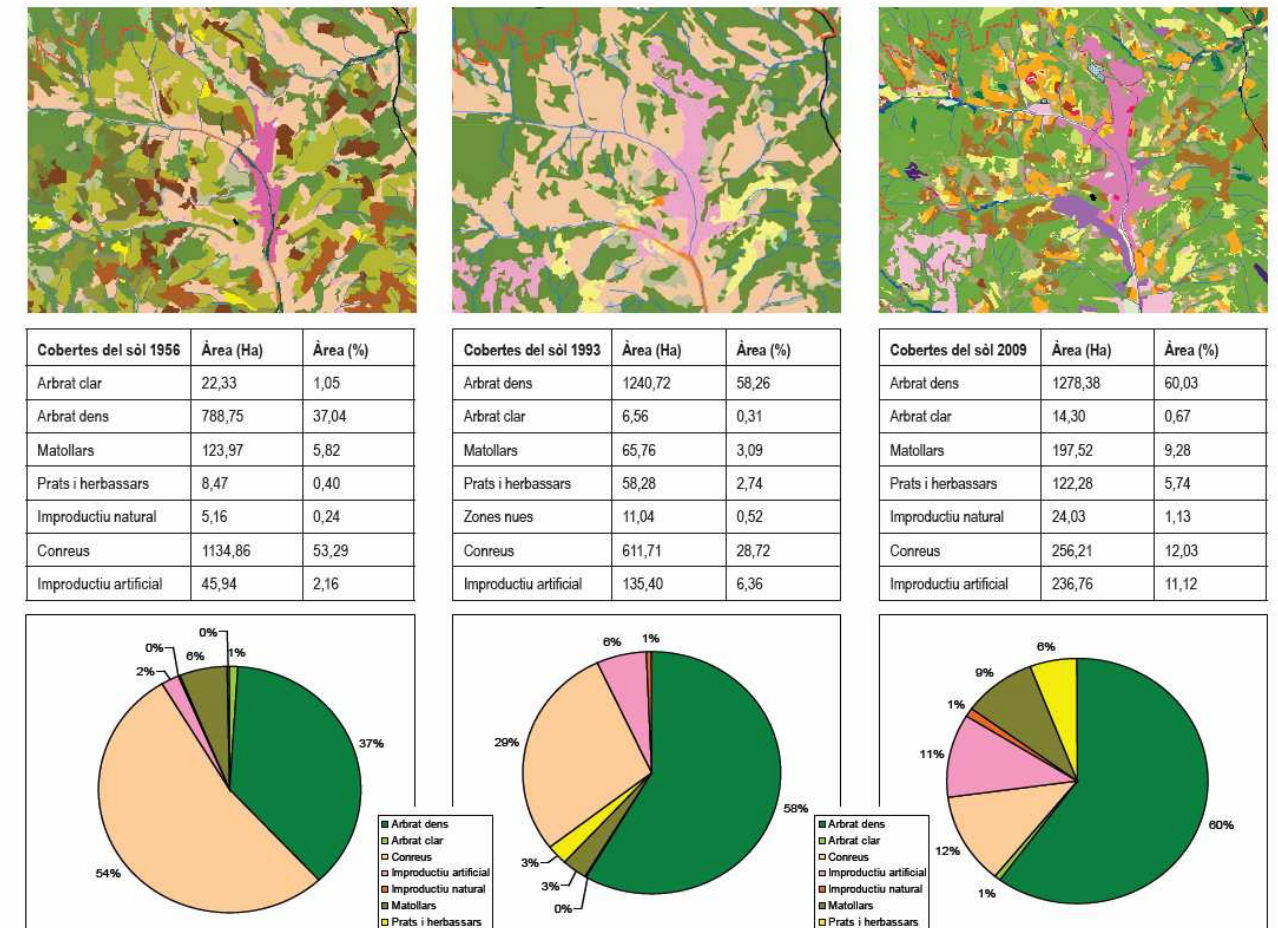 Cobertes del sòl 1956 Àrea (Ha) Àrea (%)
Arbrat clar 22,33 1,05
Arbrat dens 788,75 37,04
Matollars 123,97 5,82
Prats i herbassars 8,47 0,40
Improductiu natural 5,16 0,24
Conreus 1134,86 53,29
Improductiu artificial 45,94 2,16
Cobertes del sòl 1993 Àrea (Ha) Àrea (%)
Arbrat dens 1240,72 58,26
Arbrat clar 6,56 0,31
Matollars 65,76 3,09
Prats i herbassars 58,28 2,74
Zones nues 11,04 0,52
Conreus 611,71 28,72
Improductiu artificial 135,40 6,36
Cobertes del sòl 2009 Àrea (Ha) Àrea (%)
Arbrat dens 1278,38 60,03
Arbrat clar 14,30 0,67
Matollars 197,52 9,28
Prats i herbassars 122,28 5,74
Improductiu natural 24,03 1,13
Conreus 256,21 12,03
Improductiu artificial 236,76 11,12
0%
0%
6%
1%
2%
37%
54%
Arbrat dens
Arbrat clar
Conreus
Improductiu artificial
Improductiu natural
Matollars
Prats i herbassars
6%
1%
29%
58%
3%
3%
0%
Arbrat dens
Arbrat clar
Conreus
Improductiu artificial
Improductiu natural
Matollars
Prats i herbassars
6%
9%
1%
11%
60%
12%
1%